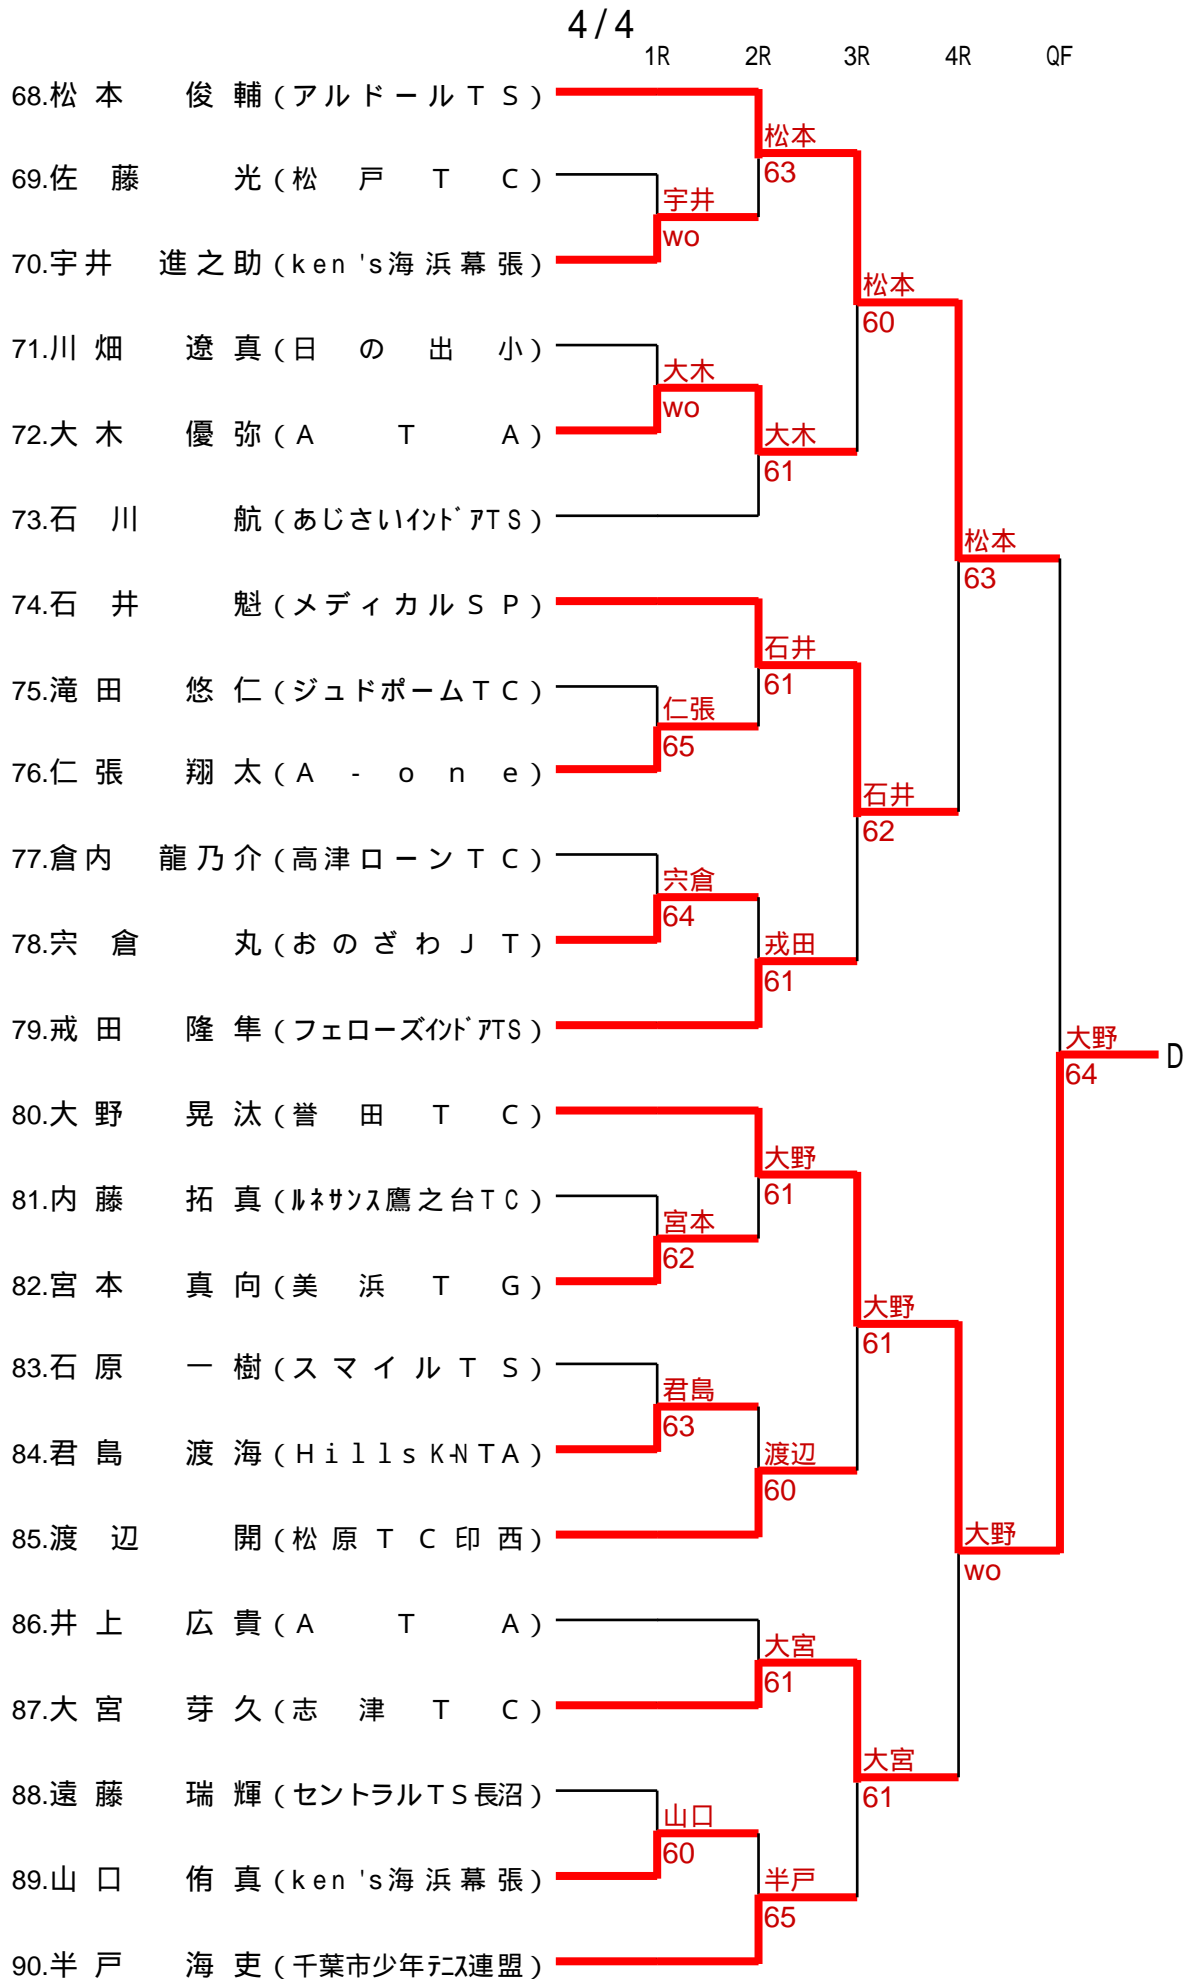 4/4
1R 2R 3R 4R QF
68.松本 俊輔(アルドールTS)
松本
63
69.佐藤 光(松戸TC)
宇井
wo
70.宇井 進之助(ken's海浜幕張)
松本
60
71.川畑 遼真(日の出小)
大木
wo
72.大木 優弥(ATA)
大木
61
73.石川 航(あじさいインドアTS)
松本
63
74.石井 魁(メディカルSP)
石井
61
75.滝田 悠仁(ジュドポームTC)
仁張
65
76.仁張 翔太(A-one)
石井
62
77.倉内 龍乃介(高津ローンTC)
宍倉
64
78.宍倉 丸(おのざわJT)
戎田
61
79.戒田 隆隼(フェローズインドアTS)
大野
64
D
80.大野 晃汰(誉田TC)
大野
61
81.内藤 拓真(ルネサンス鷹之台TC)
宮本
62
82.宮本 真向(美浜TG)
大野
61
83.石原 一樹(スマイルTS)
君島
63
84.君島 渡海(HillsK-NTA)
渡辺
60
85.渡辺 開(松原TC印西)
大野
wo
86.井上 広貴(ATA)
大宮
61
87.大宮 芽久(志津TC)
大宮
61
88.遠藤 瑞輝(セントラルTS長沼)
山口
60
89.山口 侑真(ken's海浜幕張)
半戸
65
90.半戸 海吏(千葉市少年テニス連盟)